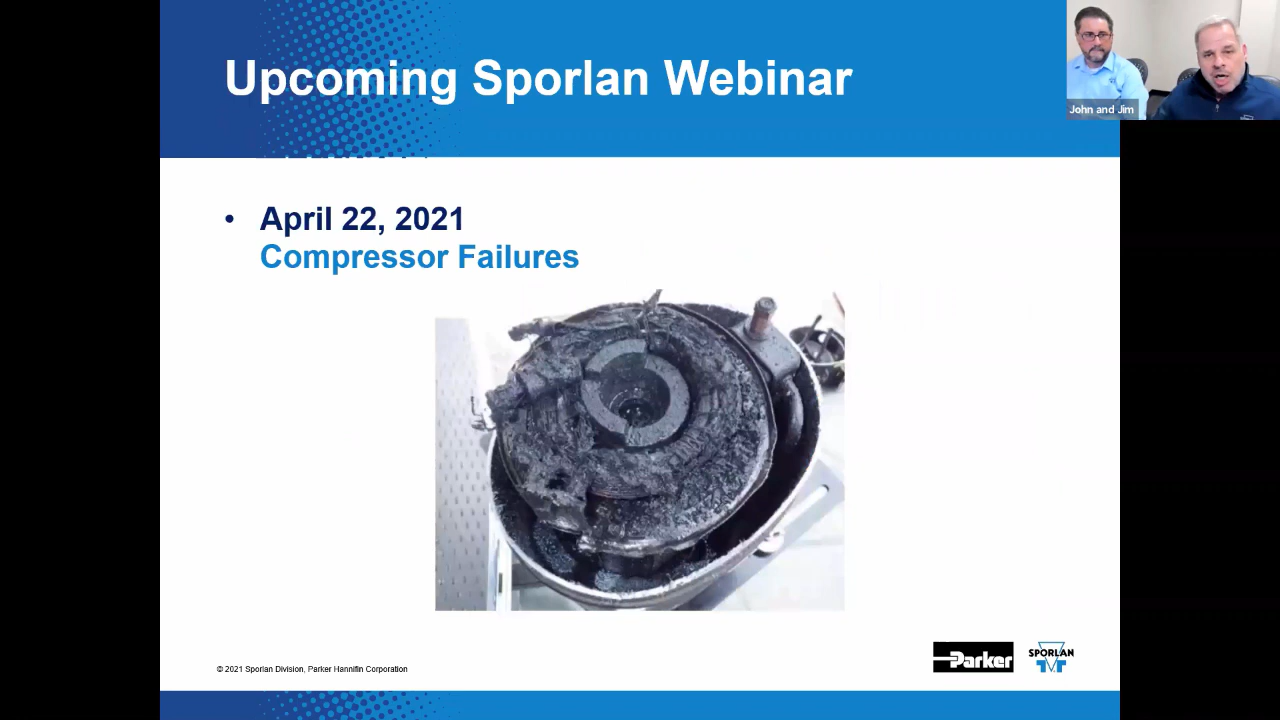 Upcoming Sporlan Webinar
John and Jim
• April 22, 2021
Compressor Failures
© 2021 Sporlan Division, Parker Hannifin Corporation
Parker
SPORLAN